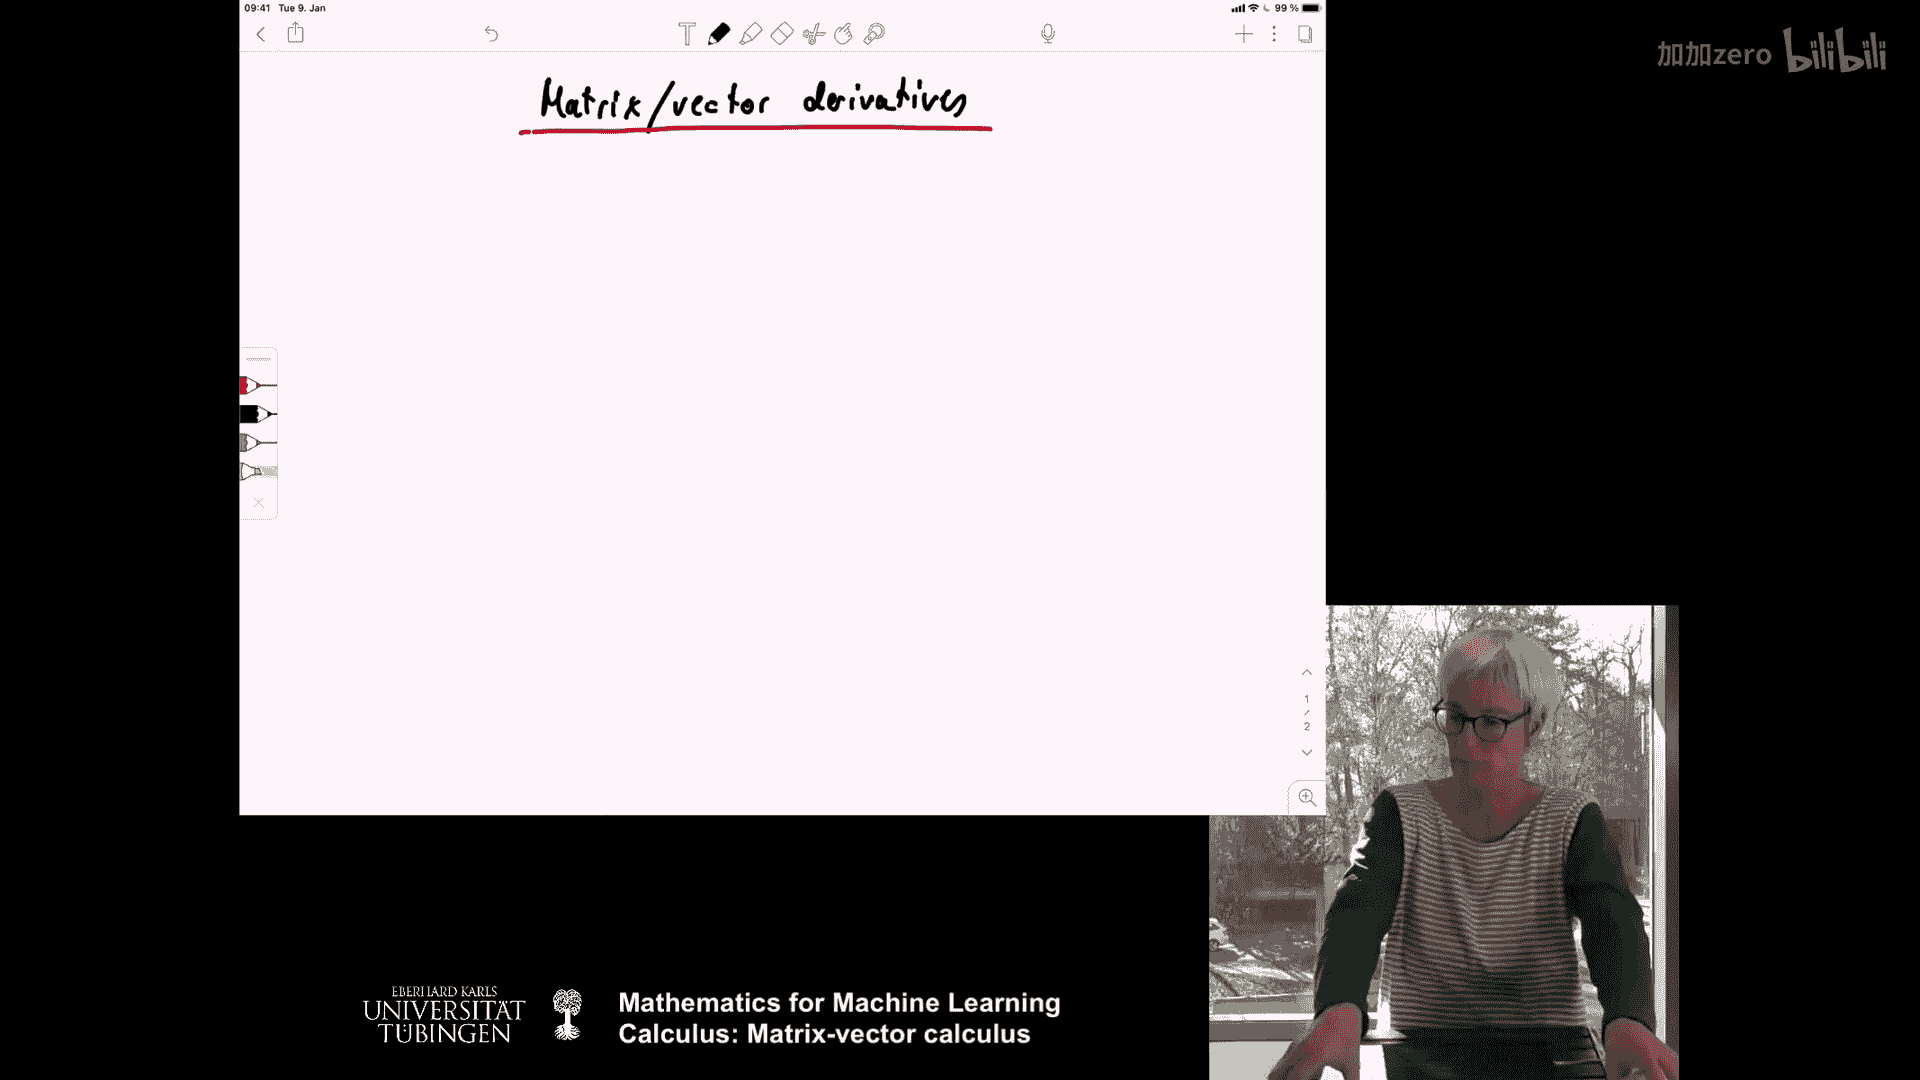 09:41 Tue 9. Jan
99 %
加加zero bilibili
Matrix/vector derivatives
1
2
EBERHARD KARLS
UNIVERSITÄT
TÜBINGEN
Mathematics for Machine Learning
Calculus: Matrix-vector calculus